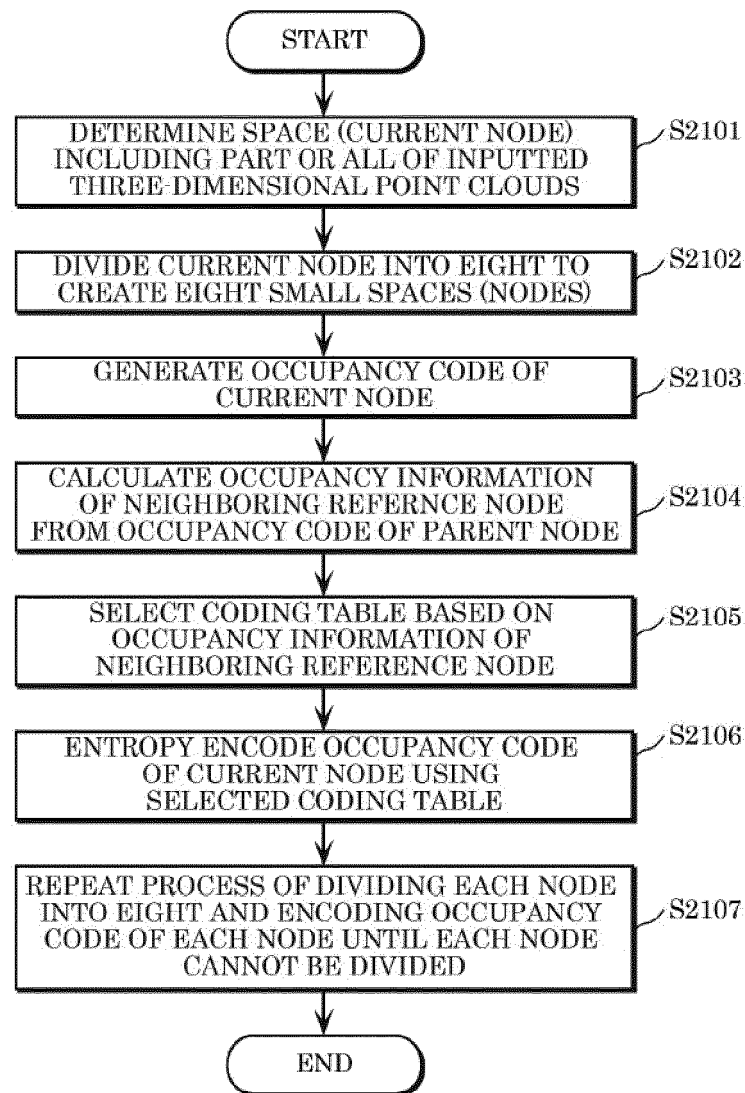 START
DETERMINE SPACE (CURRENT NODE)
INCLUDING PART OR ALL OF INPUTTED
THREE-DIMENSIONAL POINT CLOUDS
S2101
DIVIDE CURRENT NODE INTO EIGHT TO
CREATE EIGHT SMALL SPACES (NODES)
S2102
GENERATE OCCUPANCY CODE OF
CURRENT NODE
S2103
CALCULATE OCCUPANCY INFORMATION
OF NEIGHBORING REFERNCE NODE
FROM OCCUPANCY CODE OF PARENT NODE
S2104
SELECT CODING TABLE BASED ON
OCCUPANCY INFORMATION OF
NEIGHBORING REFERENCE NODE
S2105
ENTROPY ENCODE OCCUPANCY CODE
OF CURRENT NODE USING
SELECTED CODING TABLE
S2106
REPEAT PROCESS OF DIVIDING EACH NODE
INTO EIGHT AND ENCODING OCCUPANCY
CODE OF EACH NODE UNTIL EACH NODE
CANNOT BE DIVIDED
S2107
END